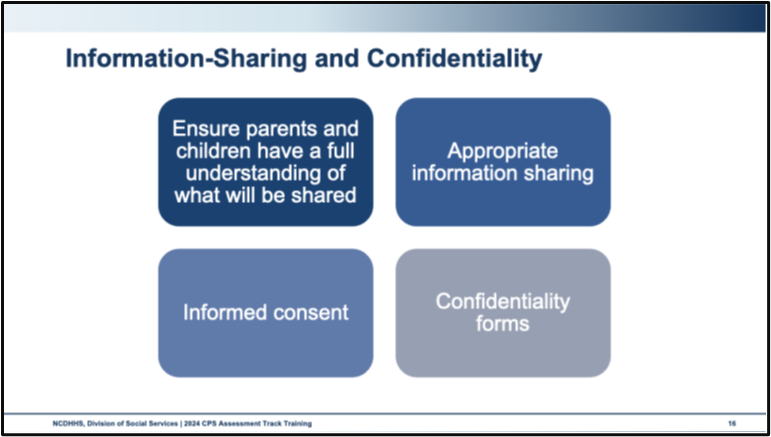 Information-Sharing and Confidentiality
Ensure parents and
children have a full
understanding of
what will be shared
Appropriate
information sharing
Informed consent
Confidentiality
forms
NCDHHS, Division of Social Services | 2024 CPS Assessment Track Training
16